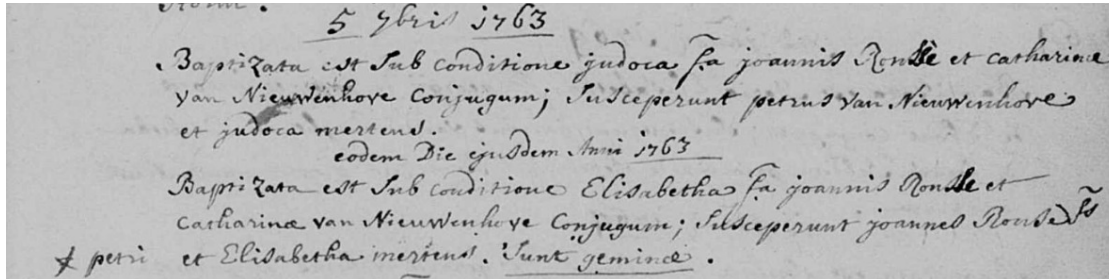 5 7bris 1763
Baptizata est sub conditione judoca fa joannis Ronsse et catharinæ
van Nieuwenhove conjugum; susceperunt petrus van Nieuwenhove
et judoca mertens.
eodem Die ejusdem Anni 1763
Baptizata est sub conditione Elisabetha fa joannis Ronsse et
Catharinæ van Nieuwenhove Conjugum; susceperunt joannes Ronse fs
x petri et Elisabetha mertens. sunt geminæ.